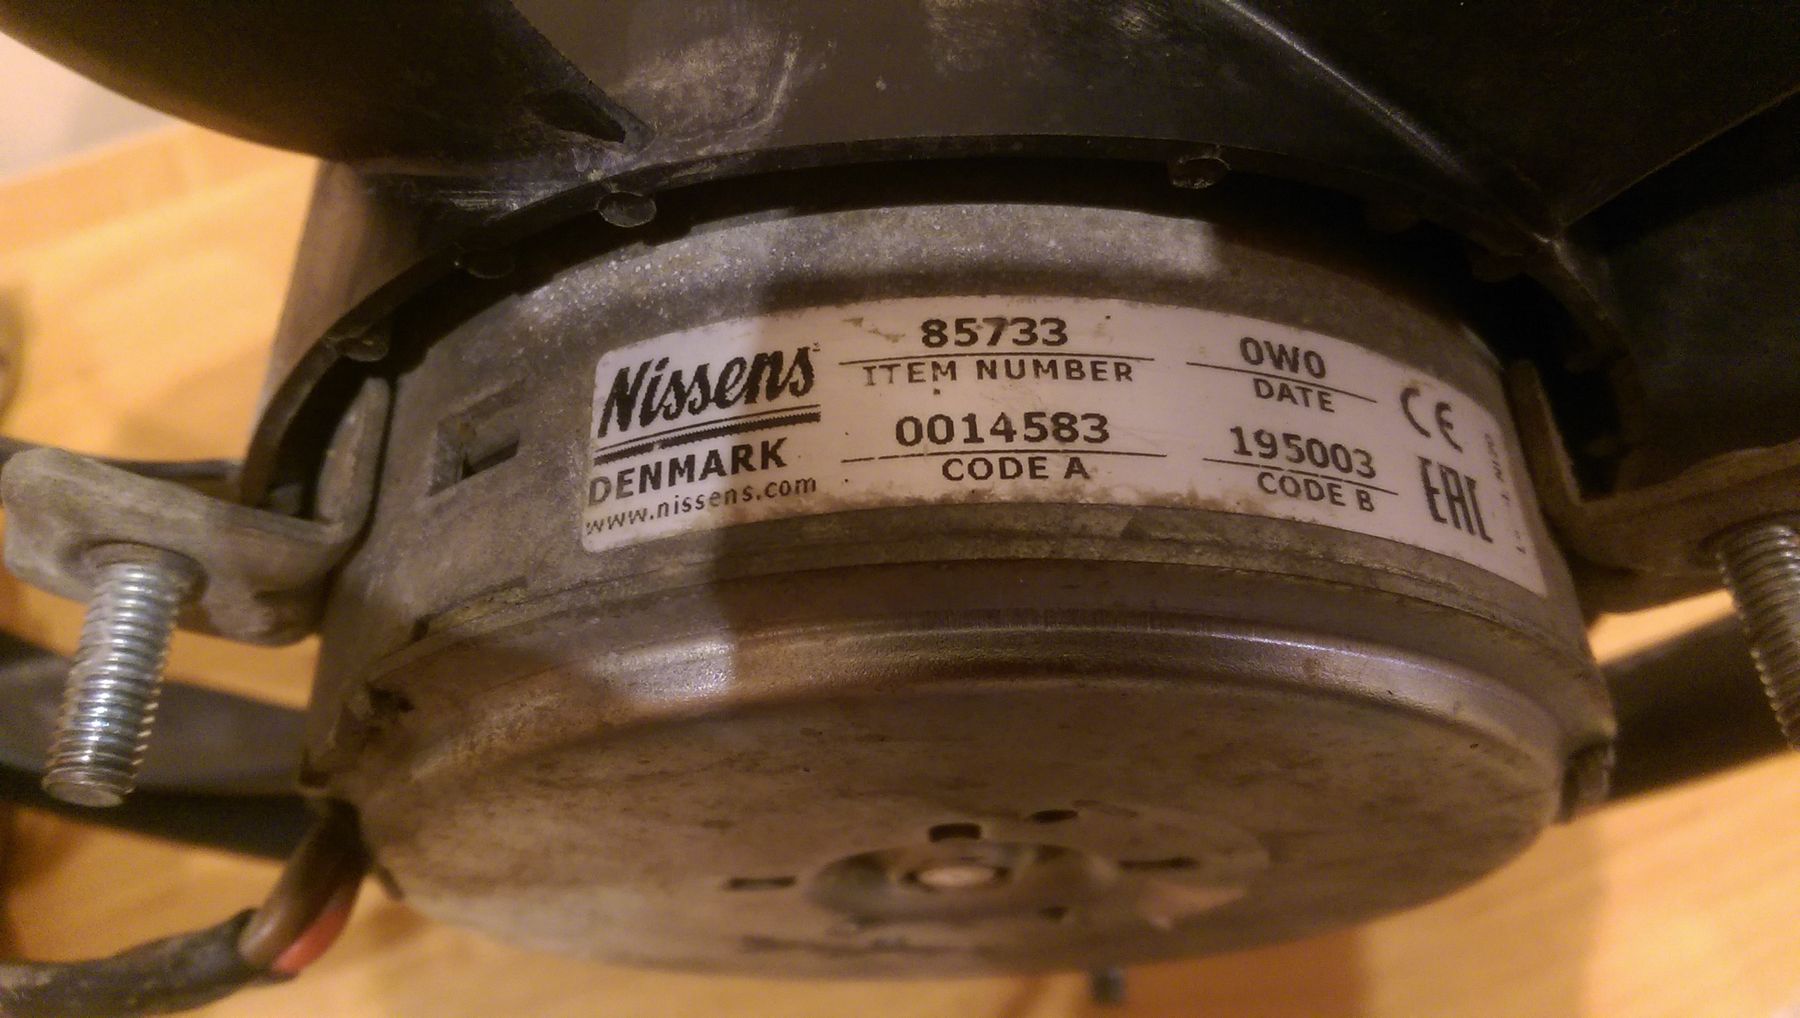 Nissens
DENMARK
www.nissens.com
85733
ITEM NUMBER
0014583
CODE A
0W0
DATE
195003
CODE B
CE
EAC